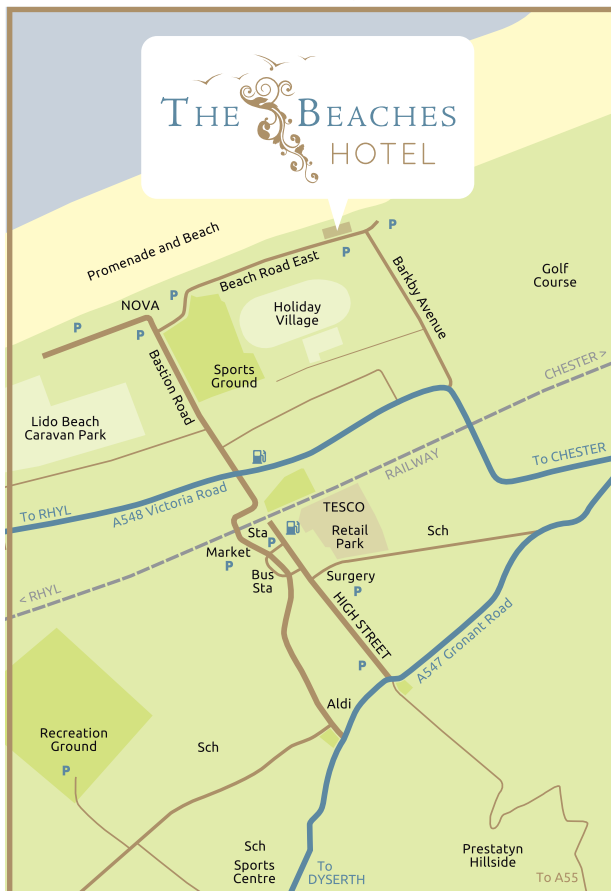 THE BEACHES
HOTEL
Promenade and Beach
P
Beach Road East
P
Barkby Avenue
Golf
Course
NOVA
P
P
P
Holiday
Village
Bastion Road
Sports
Ground
CHESTER >
Lido Beach
Caravan Park
To RHYL
A548 Victoria Road
RAILWAY
To CHESTER
TESCO
Retail
Park
Sch
Sta
P
Market
P
Bus
Sta
Surgery
P
< RHYL
HIGH STREET
A547 Gronant Road
P
Aldi
Recreation
Ground
P
Sch
Sch
Sports
Centre
To
DYSERTH
Prestatyn
Hillside
To A55